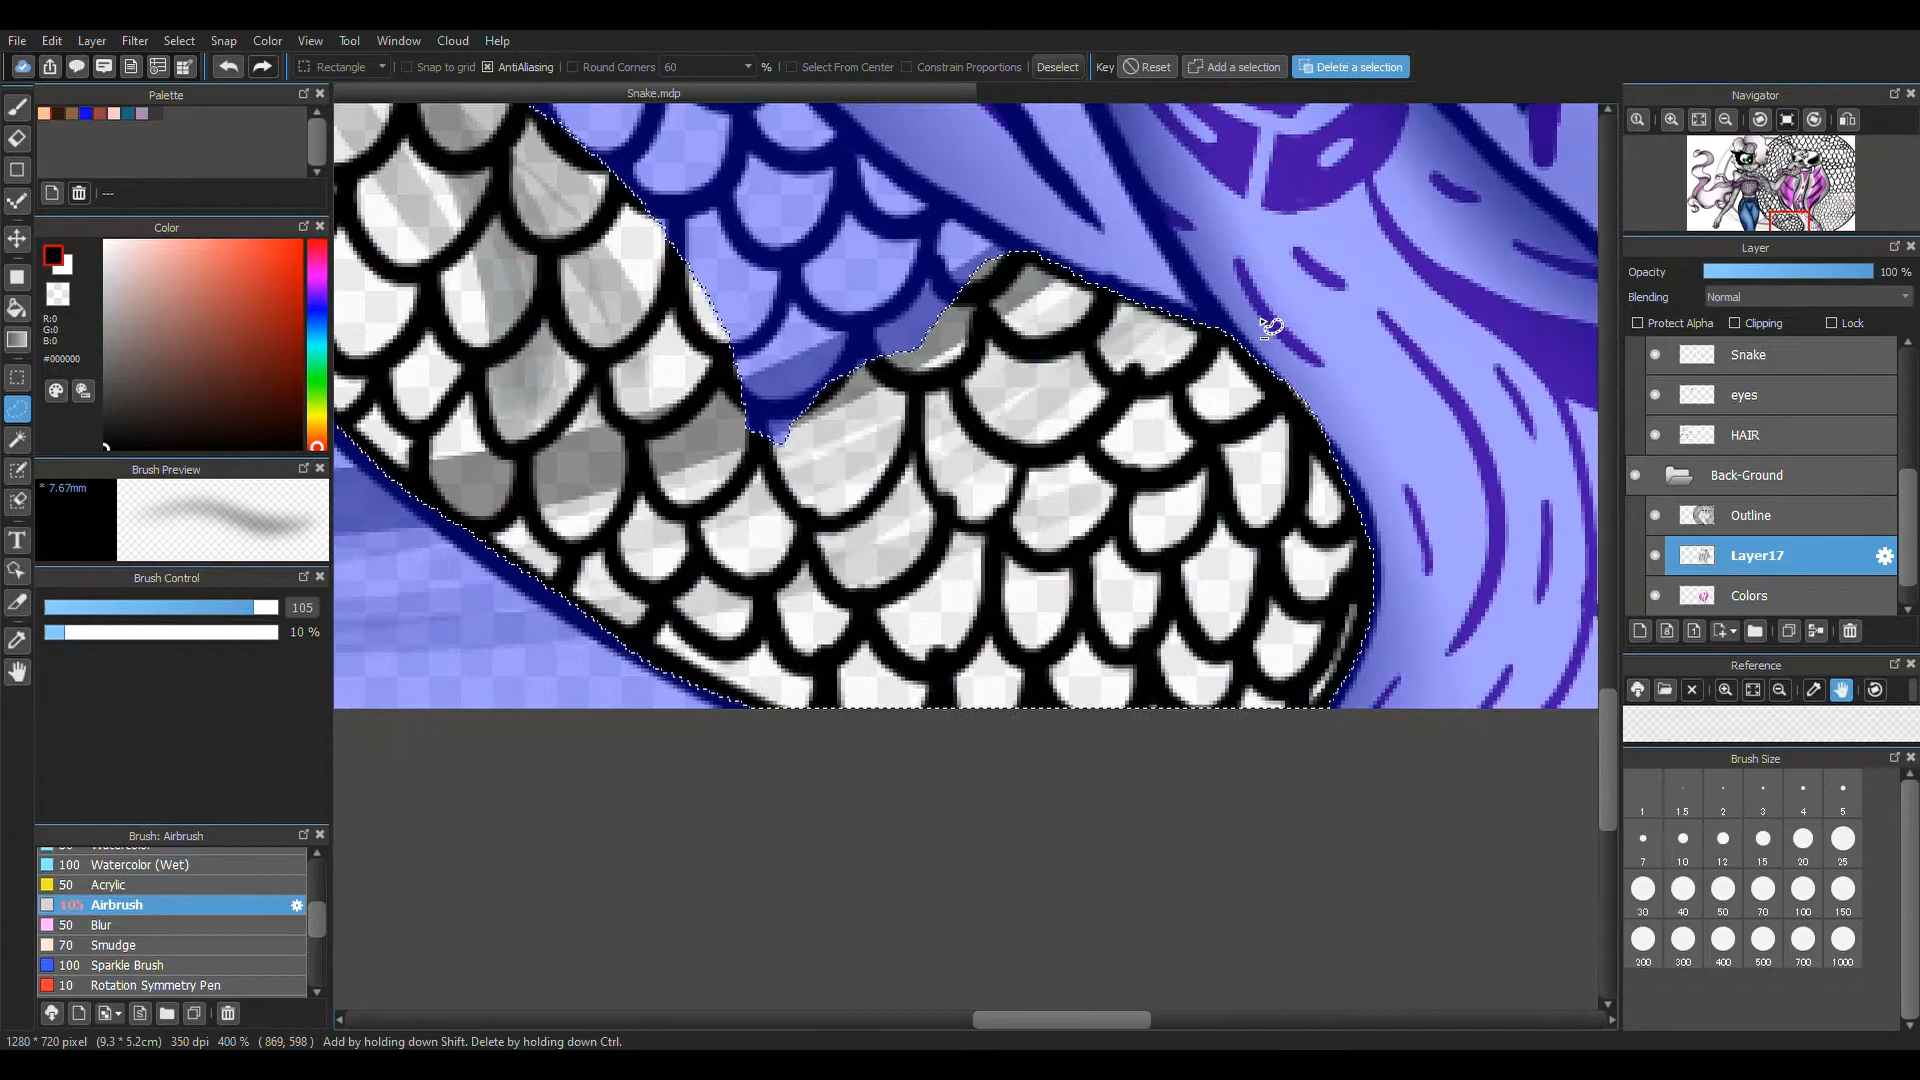 File Edit Layer Filter Select Snap Color View Tool Window Cloud Help
Rectangle Snap to grid AntiAliasing Round Corners 60 % Select From Center Constrain Proportions Deselect Key Reset Add a selection Delete a selection
Palette
Snake.mdp
Navigator
---
Color
R:0
G:0
B:0
#000000
Layer
Opacity 100 %
Blending Normal
Protect Alpha Clipping Lock
Snake
eyes
HAIR
Back-Ground
Outline
Layer17
Colors
Brush Preview
* 7.67mm
Brush Control
105
10 %
Reference
Brush Size
1 1.5 2 3 4 5
7 10 12 15 20 25
30 40 50 70 100 150
200 300 400 500 700 1000
Brush: Airbrush
100 Watercolor (Wet)
50 Acrylic
105 Airbrush
50 Blur
70 Smudge
100 Sparkle Brush
10 Rotation Symmetry Pen
1280 * 720 pixel (9.3 * 5.2cm) 350 dpi 400 % ( 869, 598 ) Add by holding down Shift. Delete by holding down Ctrl.